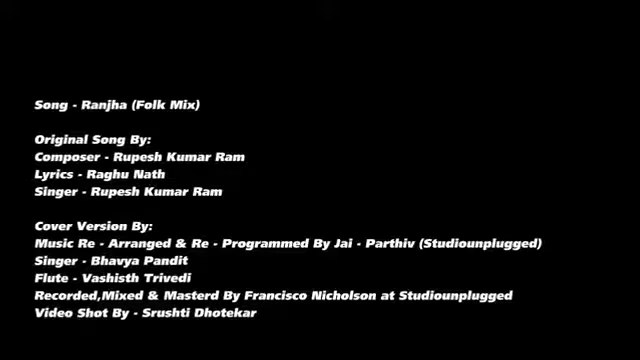 Song - Ranjha (Folk Mix)
Original Song By:
Composer - Rupesh Kumar Ram
Lyrics - Raghu Nath
Singer - Rupesh Kumar Ram
Cover Version By:
Music Re - Arranged & Re - Programmed By Jai - Parthiv (Studiounplugged)
Singer - Bhavya Pandit
Flute - Vashisth Trivedi
Recorded,Mixed & Masterd By Francisco Nicholson at Studiounplugged
Video Shot By - Srushti Dhotekar